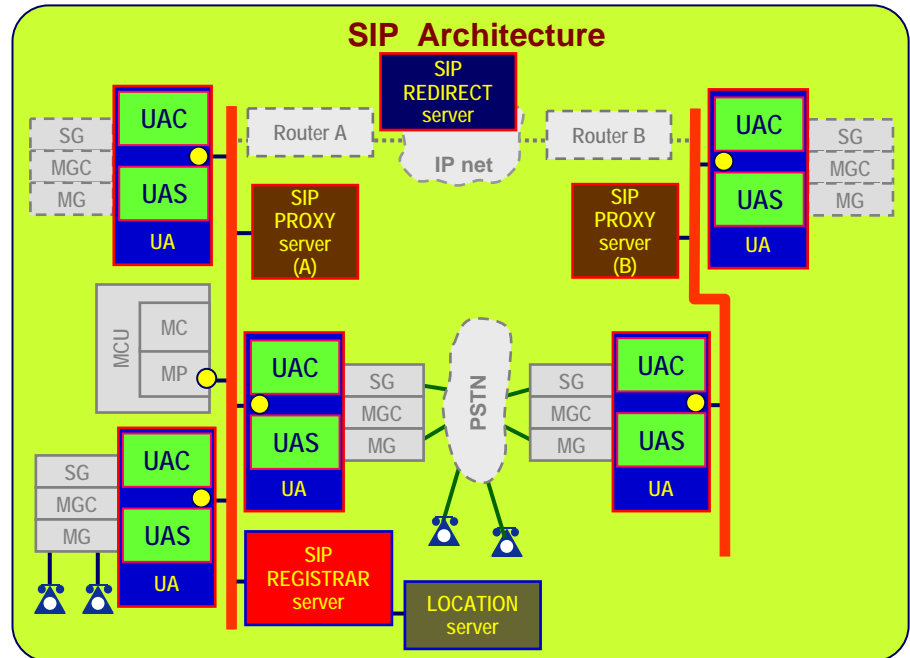 SIP Architecture
SIP
REDIRECT
server
UAC
UAS
UA
SG
MGC
MG
Router A
IP net
Router B
UAC
UAS
UA
SG
MGC
MG
SIP
PROXY
server
(A)
SIP
PROXY
server
(B)
MCU
MC
MP
UAC
UAS
UA
SG
MGC
MG
PSTN
SG
MGC
MG
UAC
UAS
UA
SG
MGC
MG
UAC
UAS
UA
SIP
REGISTRAR
server
LOCATION
server